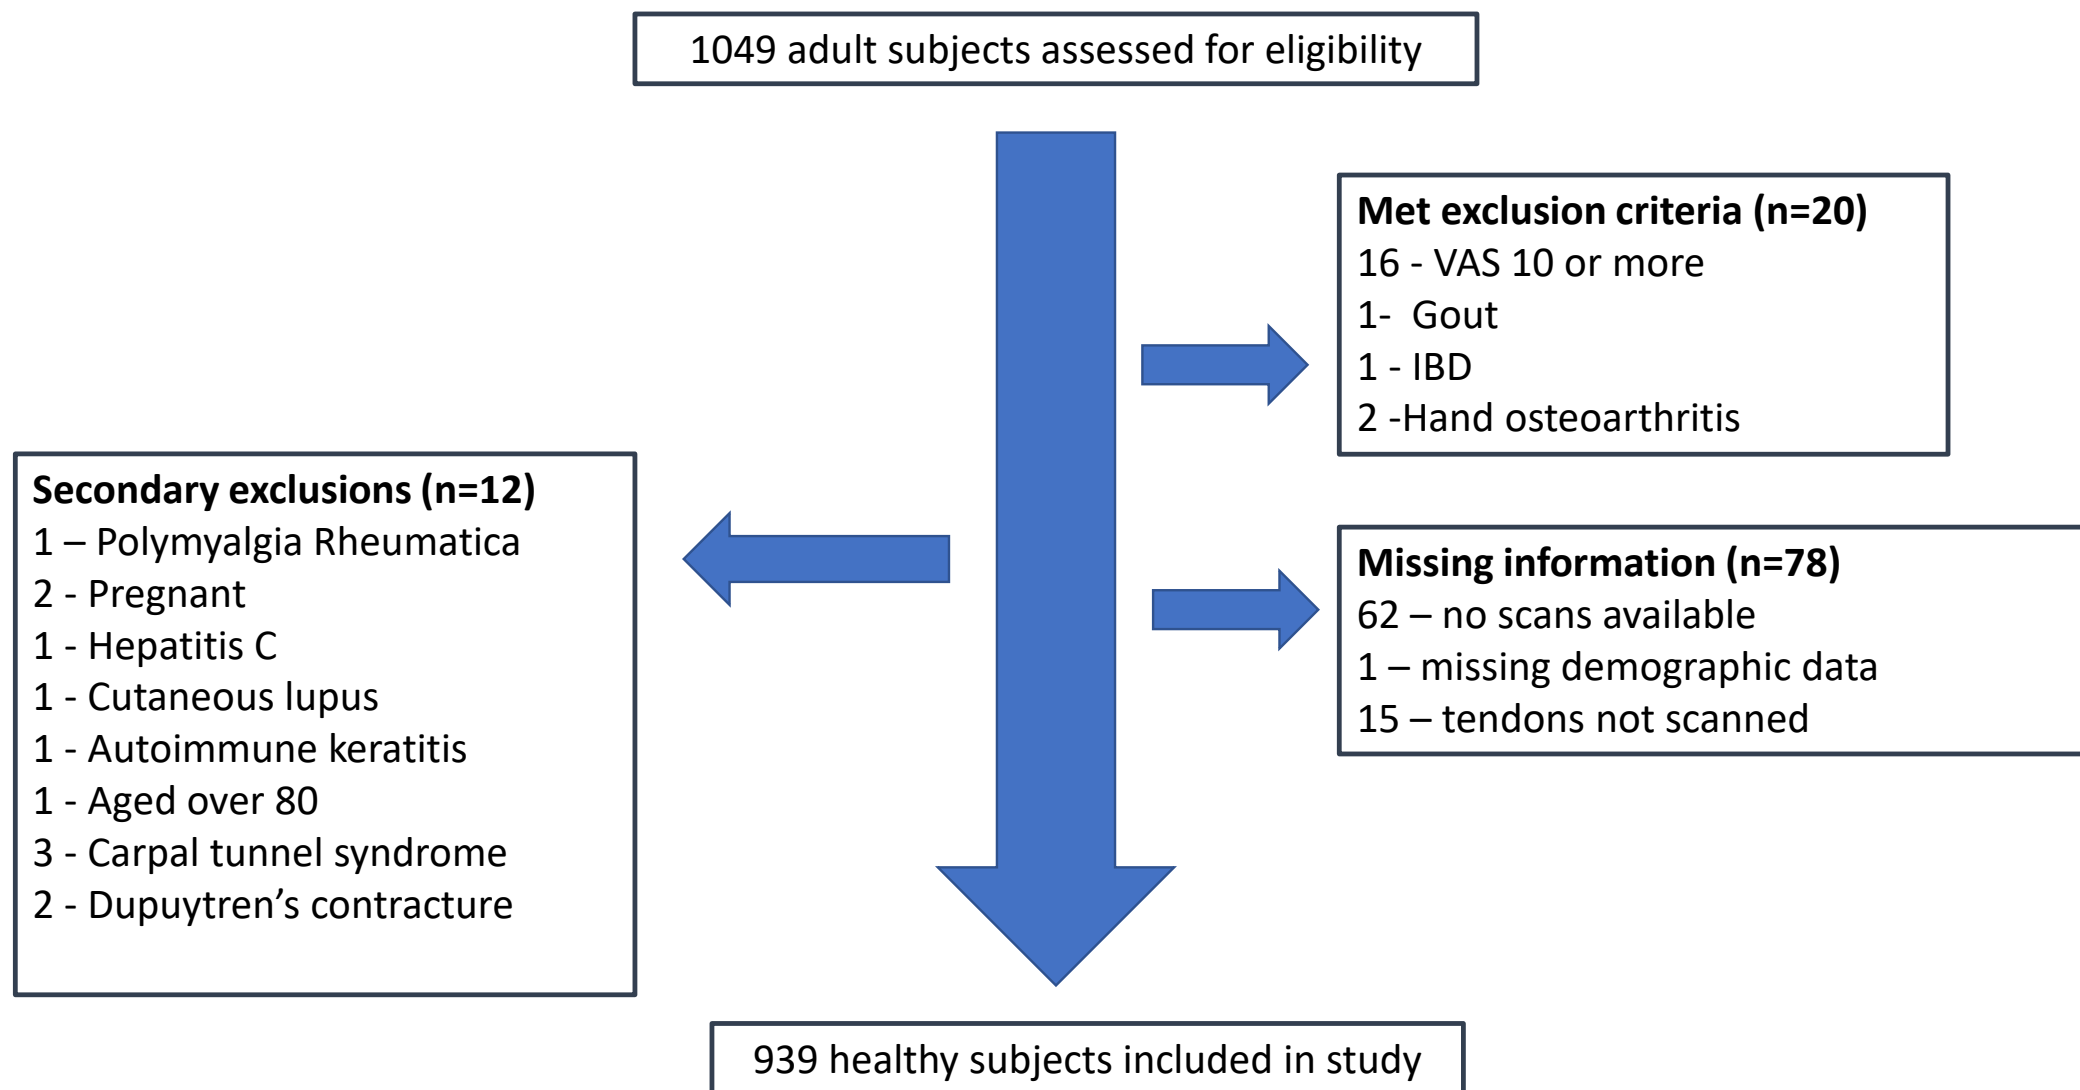 1049 adult subjects assessed for eligibility
Met exclusion criteria (n=20)
16 - VAS 10 or more
1-  Gout
1 - IBD
2 -Hand osteoarthritis
Secondary exclusions (n=12)
1 – Polymyalgia Rheumatica
2 - Pregnant
1 - Hepatitis C
1 - Cutaneous lupus
1 - Autoimmune keratitis
1 - Aged over 80
3 - Carpal tunnel syndrome
2 - Dupuytren’s contracture
Missing information (n=78)
62 – no scans available
1 – missing demographic data
15 – tendons not scanned
939 healthy subjects included in study